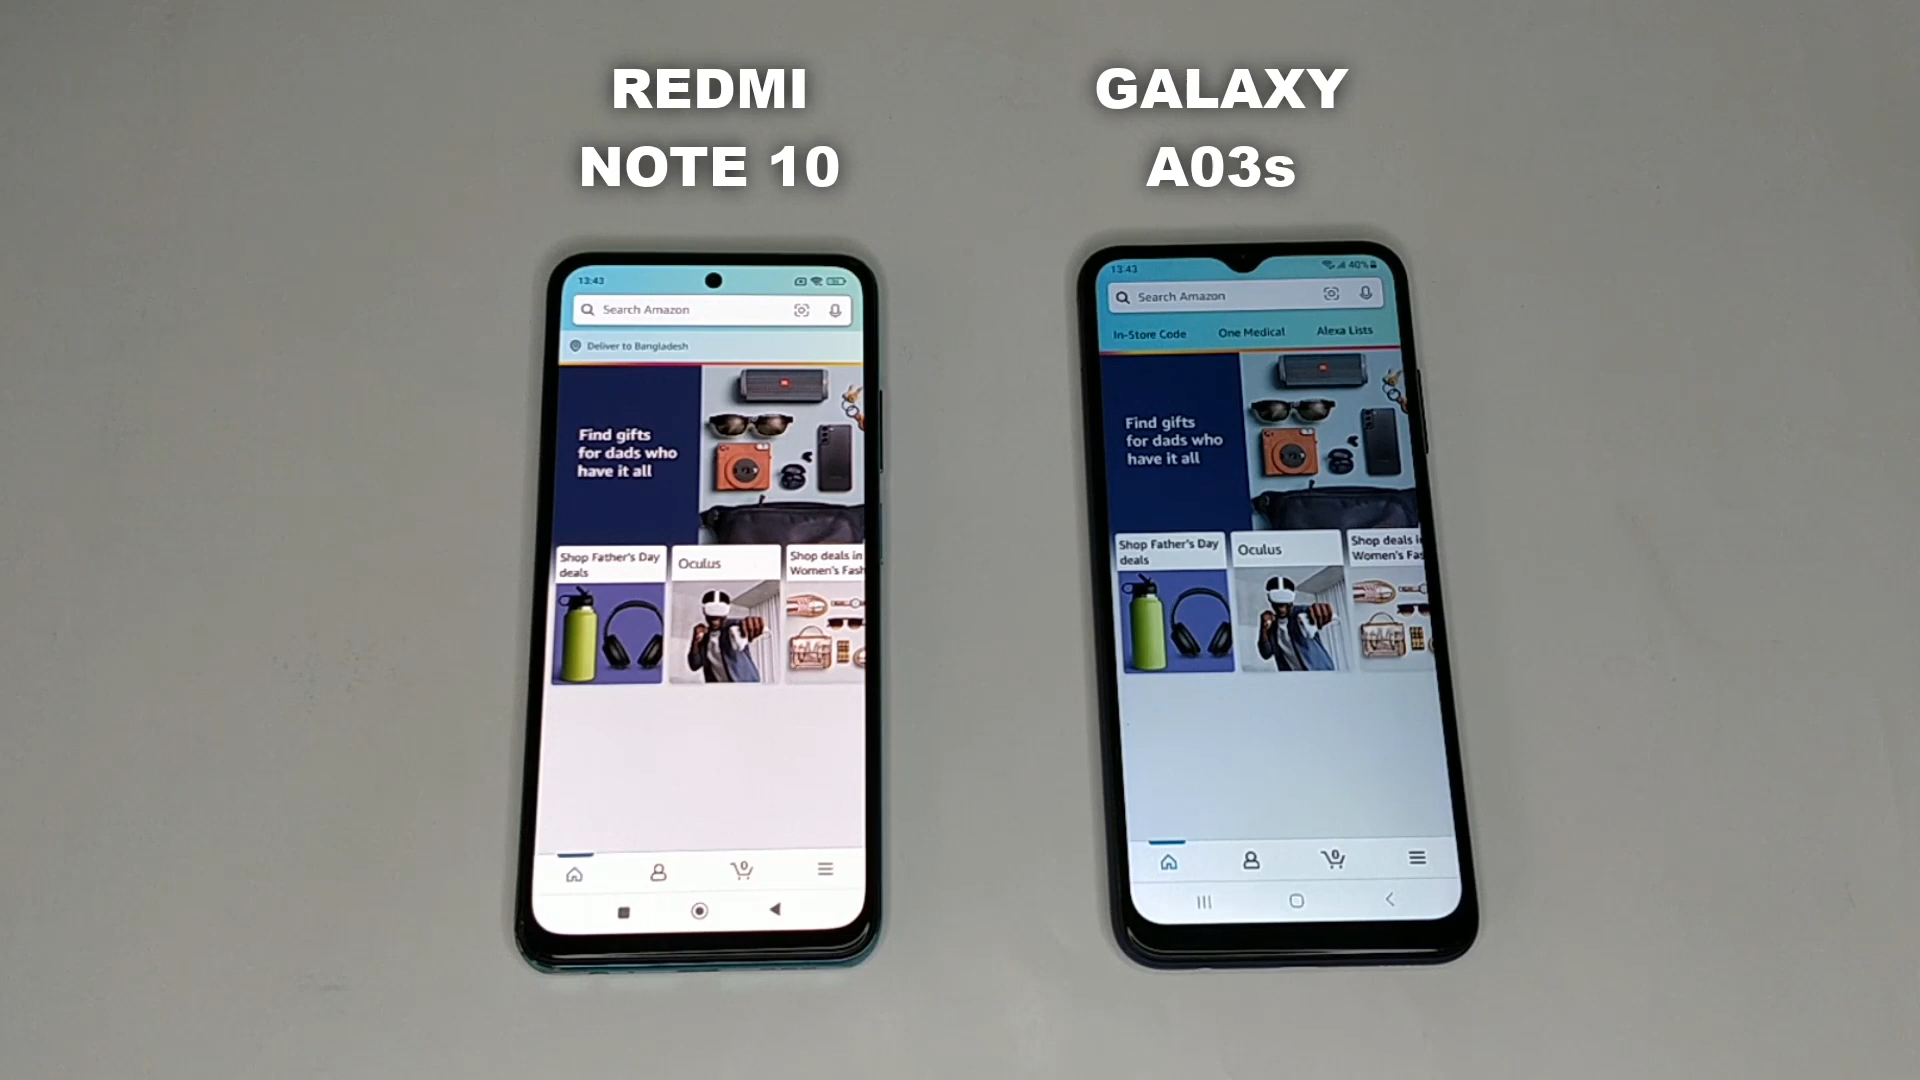 REDMI
NOTE 10
GALAXY
A03s
13:43
Search Amazon
Deliver to Bangladesh
Find gifts
for dads who
have it all
Shop Father's Day
deals
Oculus
Shop deals in
Women's Fash
0
13:43
40%
Search Amazon
In-Store Code
One Medical
Alexa Lists
Find gifts
for dads who
have it all
Shop Father's Day
deals
Oculus
Shop deals i
Women's Fas
0